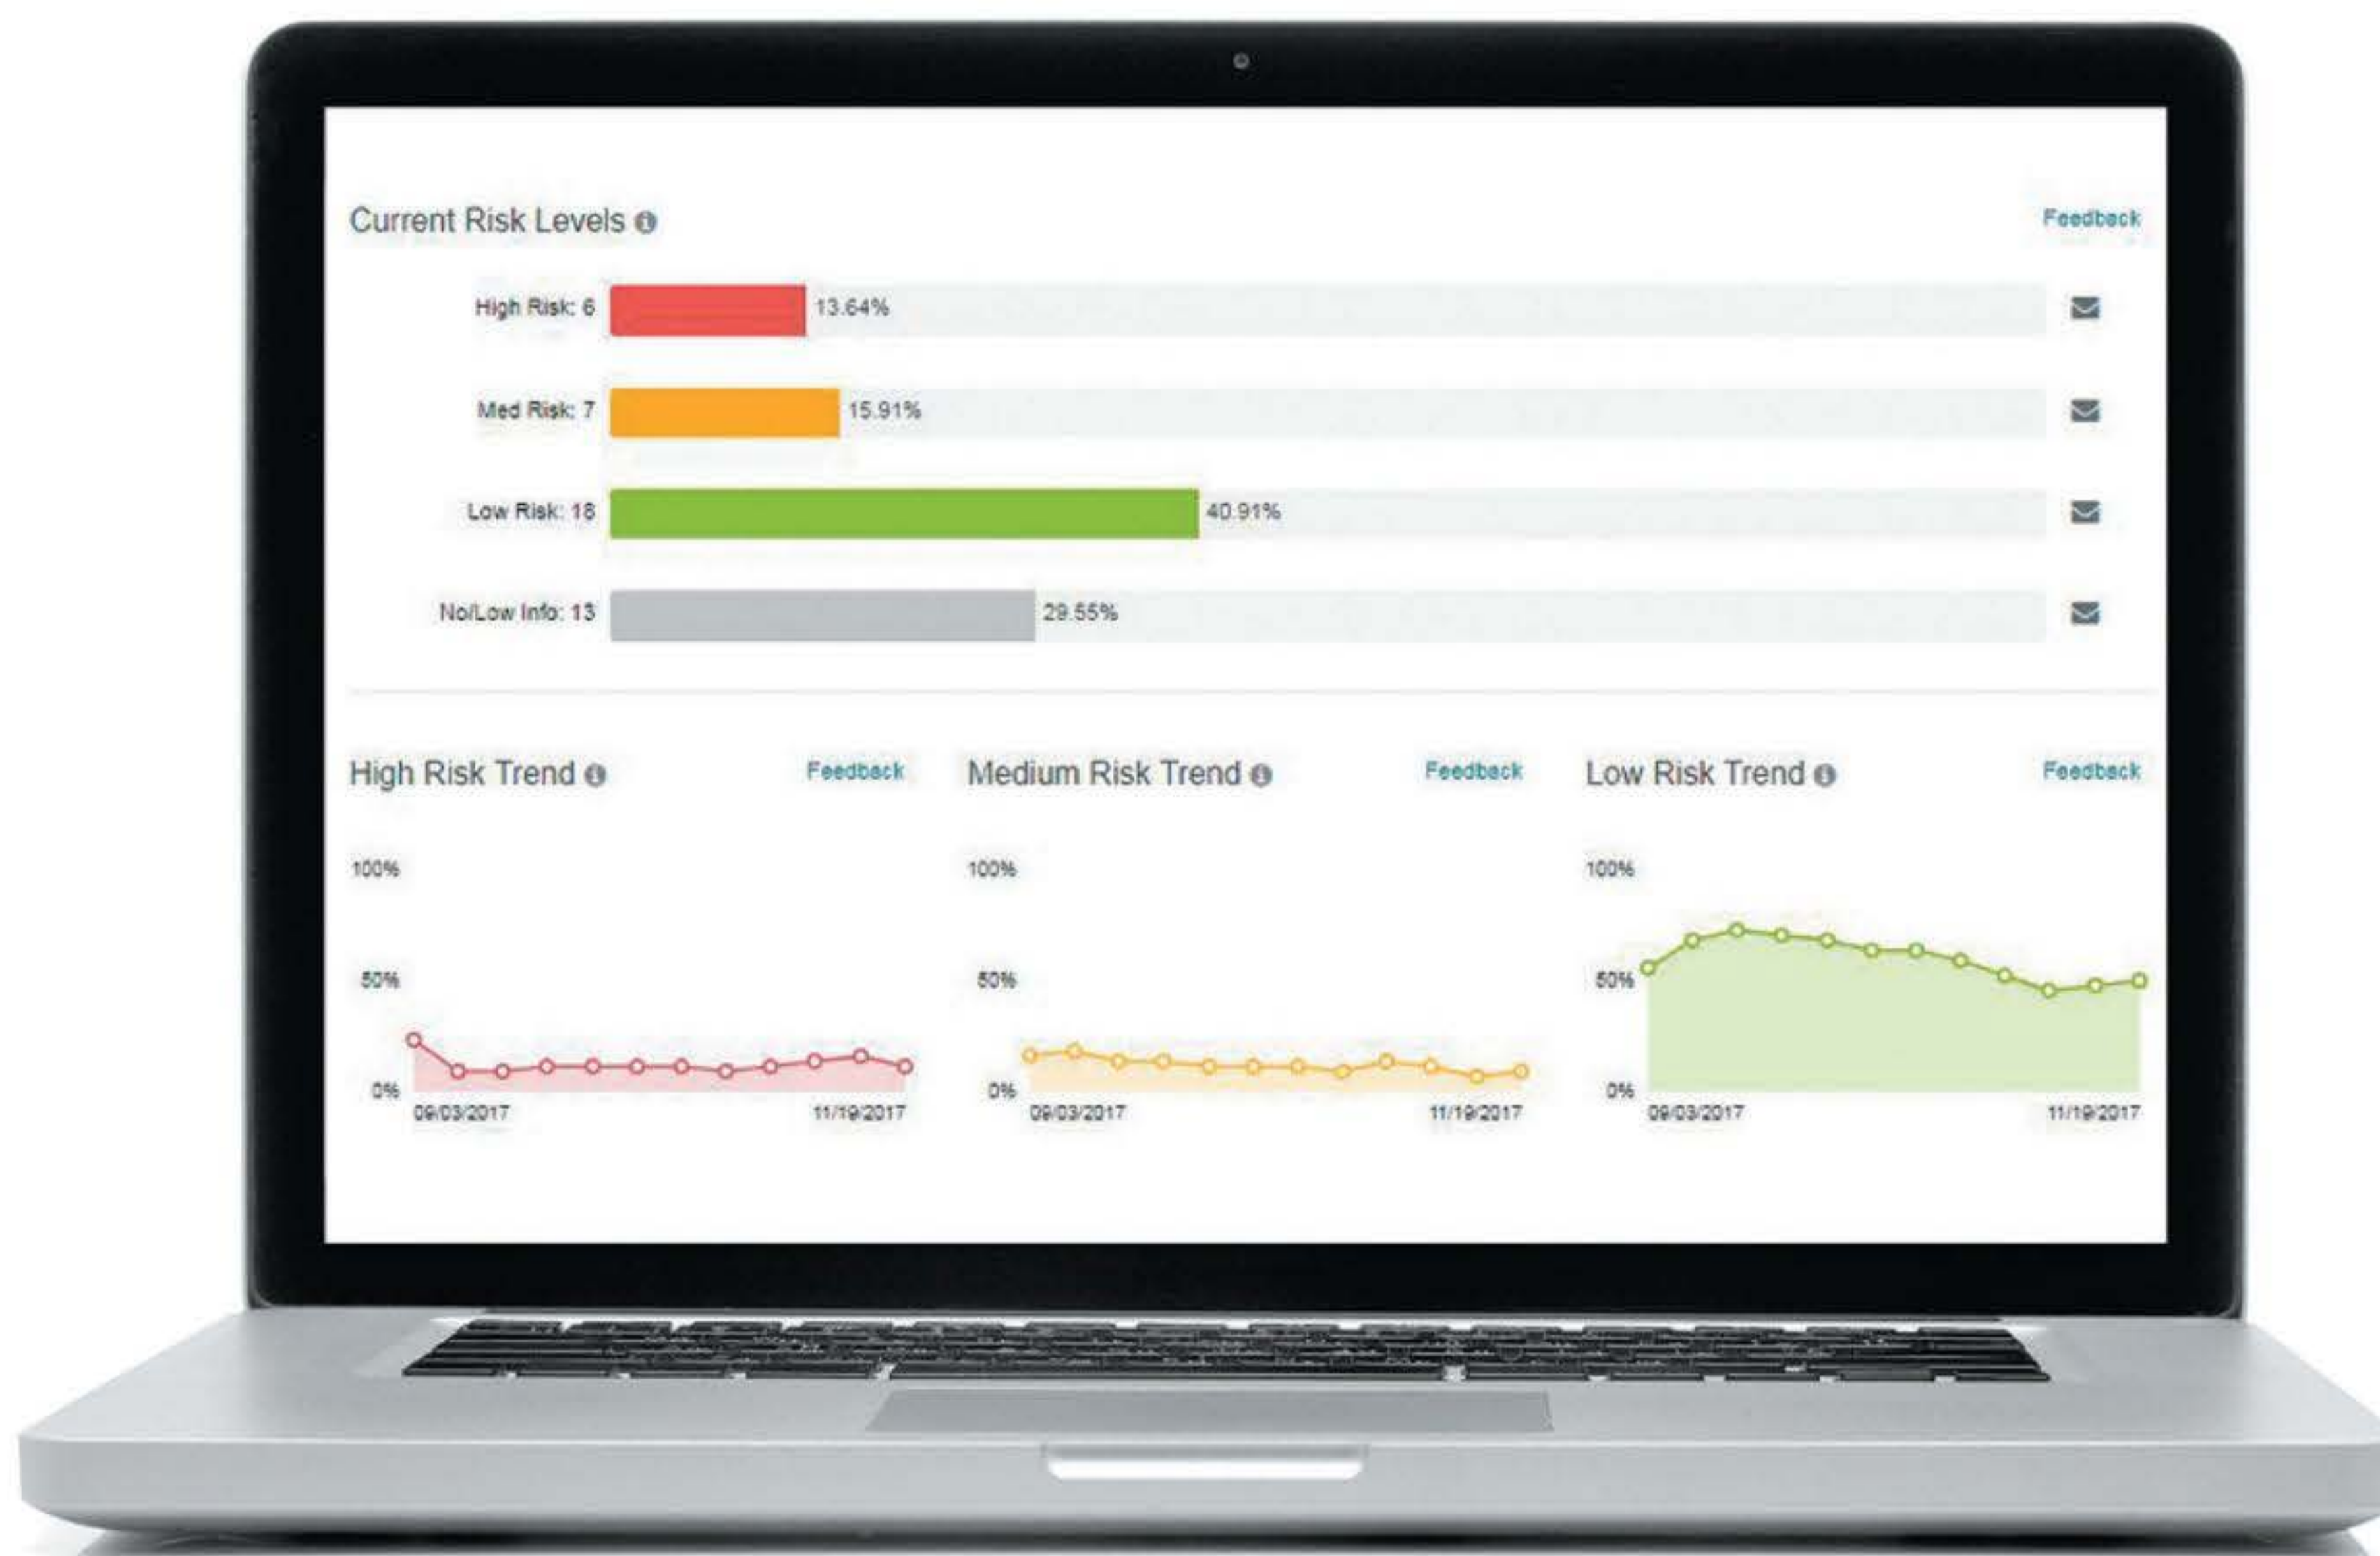 Current Risk Levels
Feedback
High Risk: 6
13.64%
Med Risk: 7
15.91%
Low Risk: 18
40.91%
No/Low Info: 13
29.55%
High Risk Trend
Feedback
100%
50%
0%
09/03/2017
11/19/2017
Medium Risk Trend
Feedback
100%
50%
0%
09/03/2017
11/19/2017
Low Risk Trend
Feedback
100%
50%
0%
09/03/2017
11/19/2017